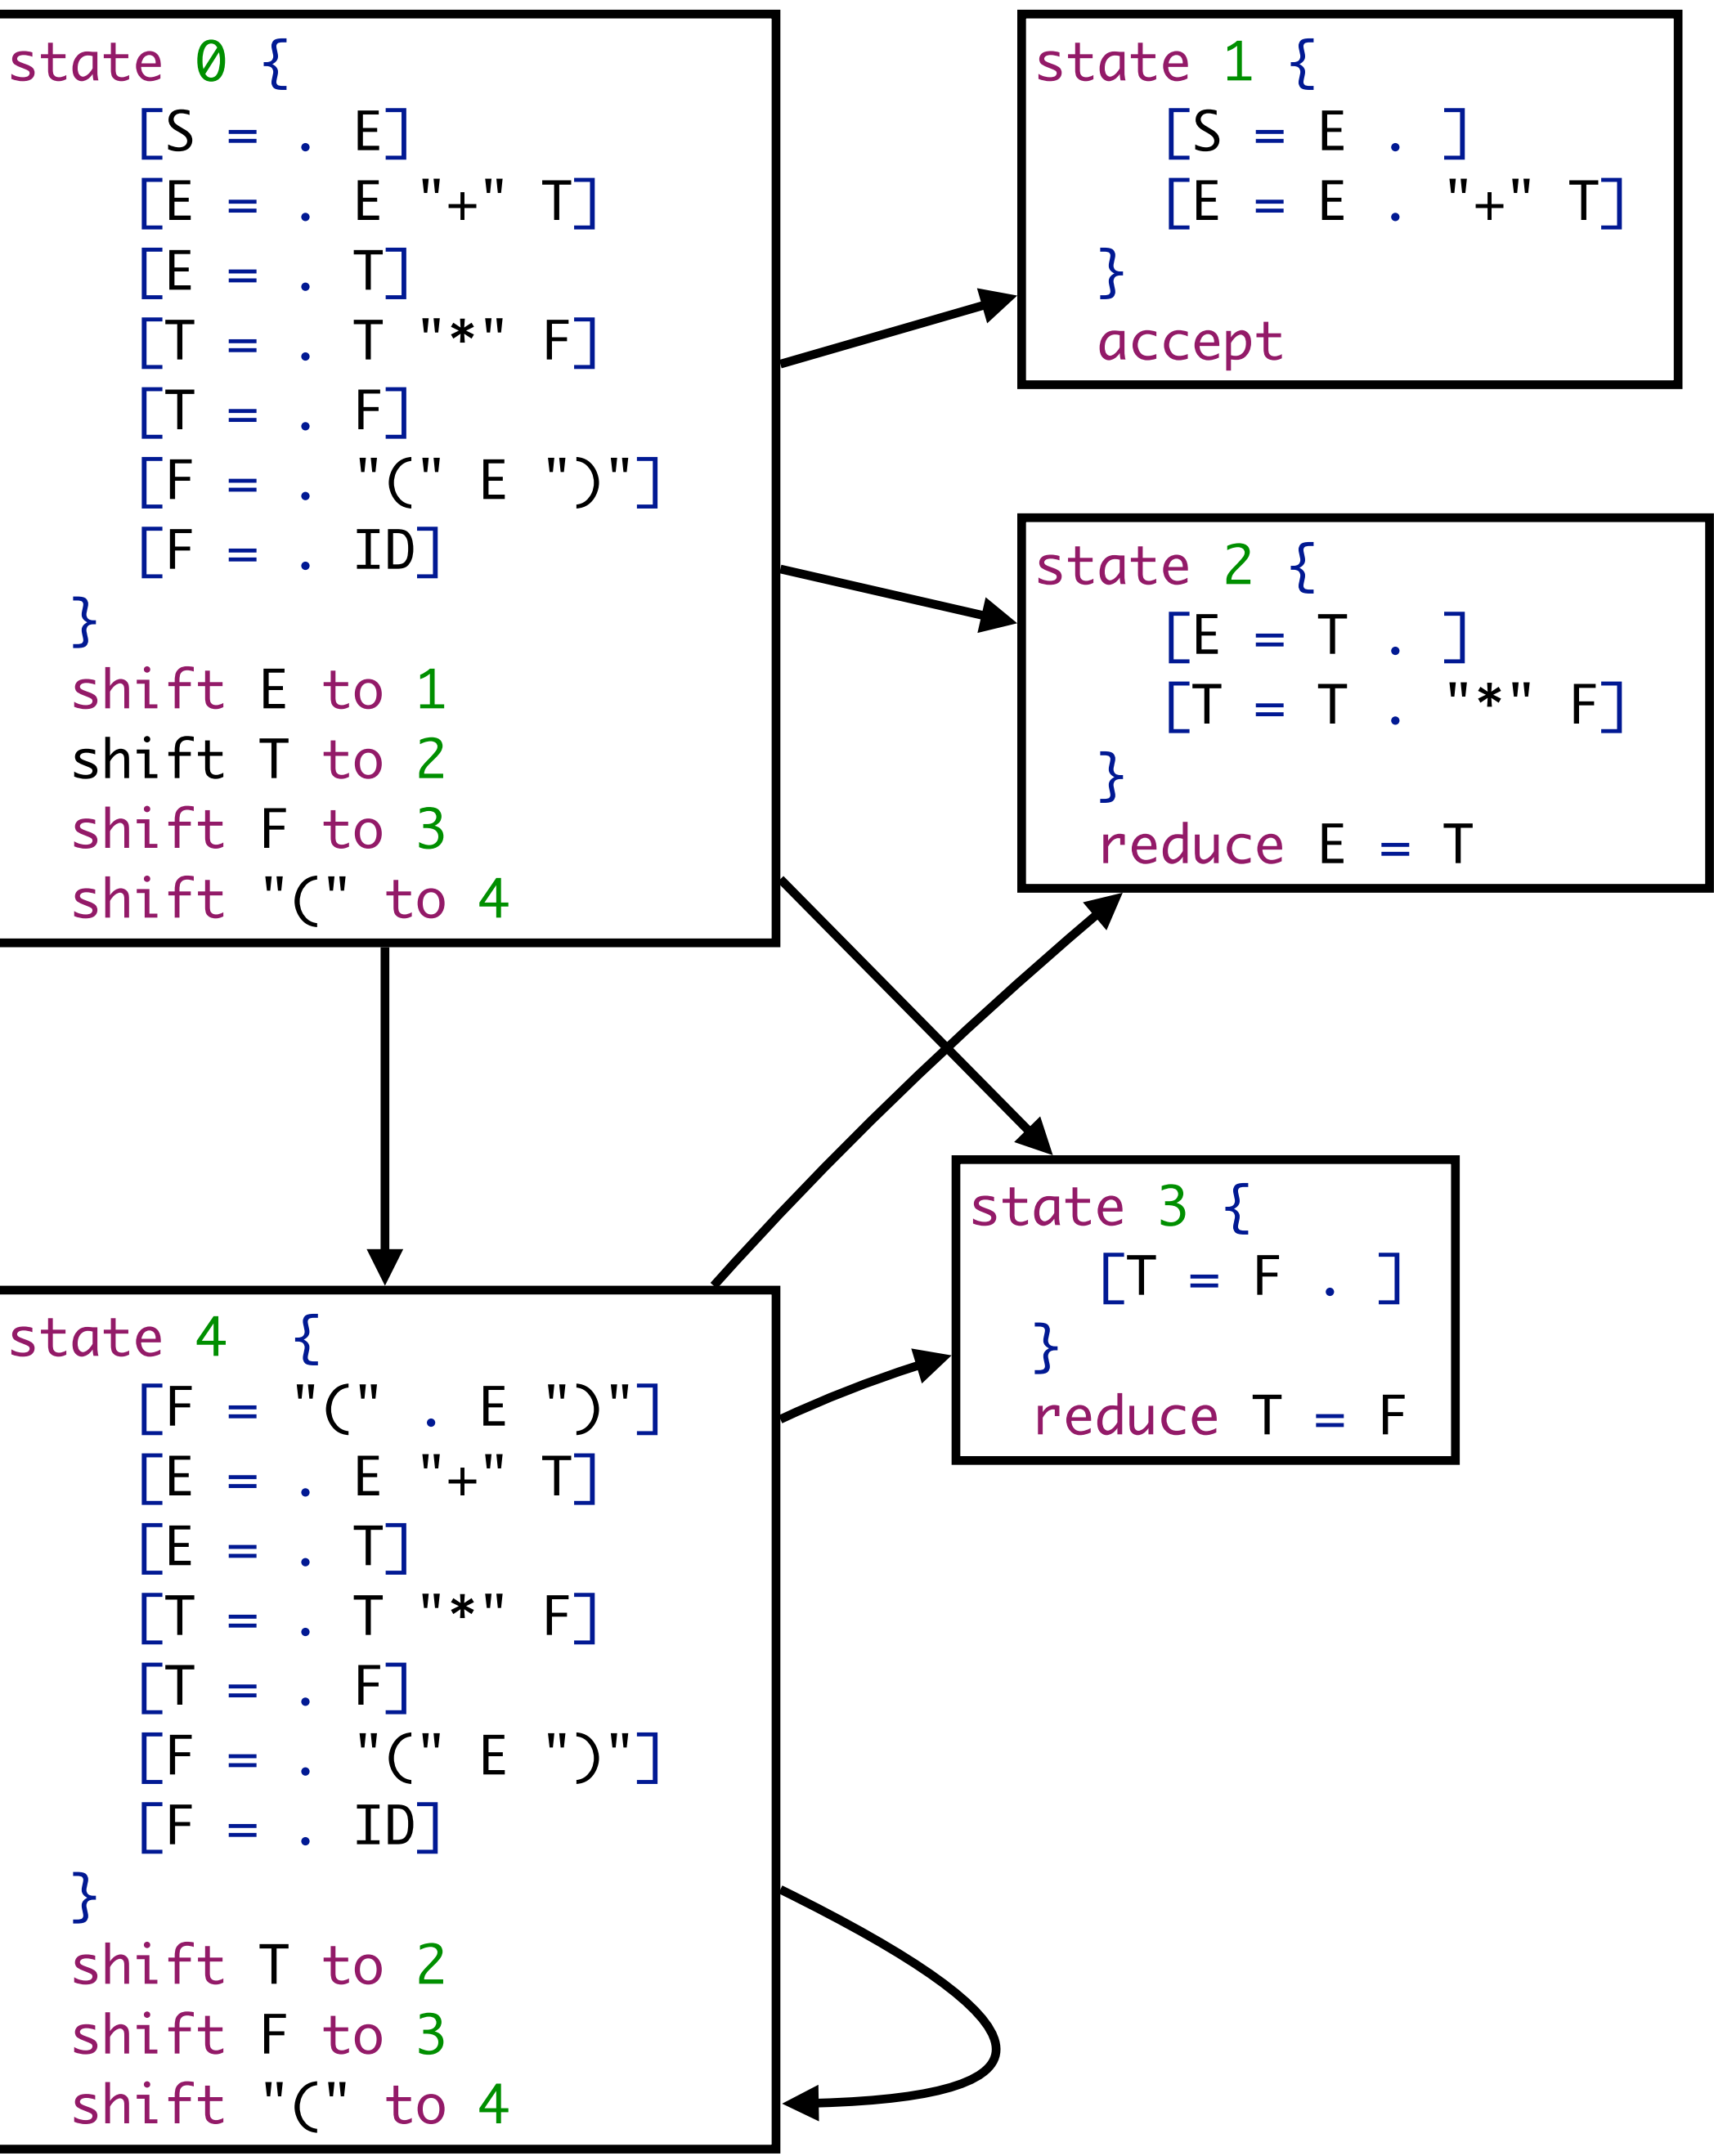 state 0 {
[S = . E]
[E = . E "+" T]
[E = . T]
[T = . T "*" F]
[T = . F]
[F = . "(" E ")"]
[F = . ID]
}
shift E to 1
shift T to 2
shift F to 3
shift "(" to 4
state 1 {
[S = E . ]
[E = E . "+" T]
}
accept
state 2 {
[E = T . ]
[T = T . "*" F]
}
reduce E = T
state 3 {
[T = F . ]
}
reduce T = F
state 4 {
[F = "(" . E ")"]
[E = . E "+" T]
[E = . T]
[T = . T "*" F]
[T = . F]
[F = . "(" E ")"]
[F = . ID]
}
shift T to 2
shift F to 3
shift "(" to 4